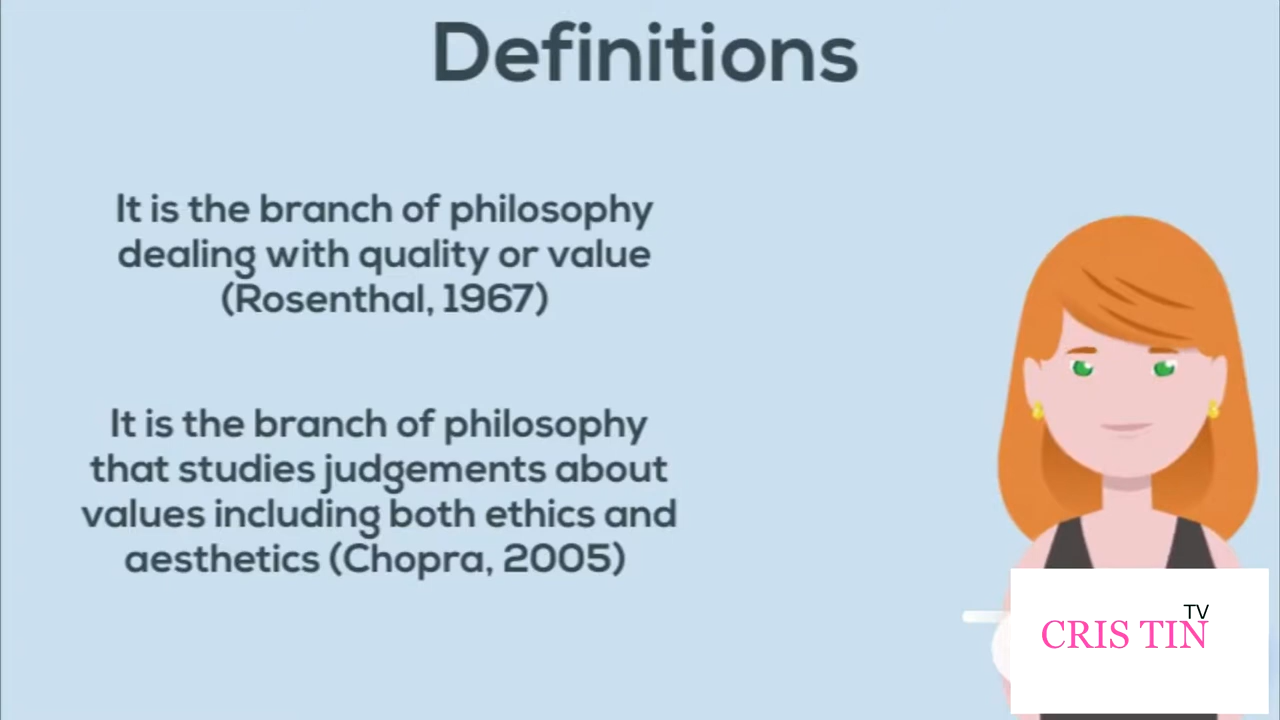 Definitions
It is the branch of philosophy
dealing with quality or value
(Rosenthal, 1967)
It is the branch of philosophy
that studies judgements about
values including both ethics and
aesthetics (Chopra, 2005)
TV
CRIS TIN